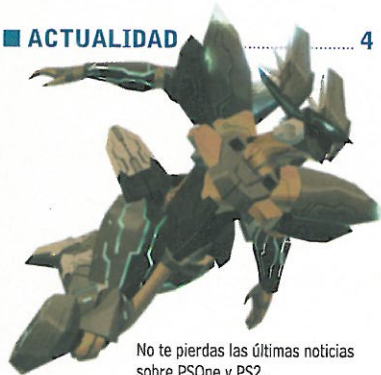 ■ ACTUALIDAD .................. 4
No te pierdas las últimas noticias
sobre PSOne y PS2.